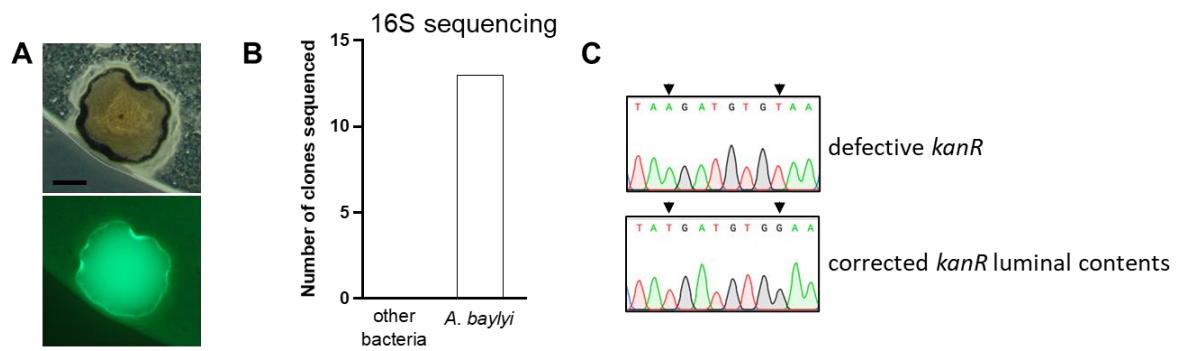 A
B
16S sequencing
Number of clones sequenced
15
10
5
0
other
bacteria
A. baylyi
C
T A A G A T G T G T A A
defective kanR
T A T G A T G T G G A A
corrected kanR luminal contents